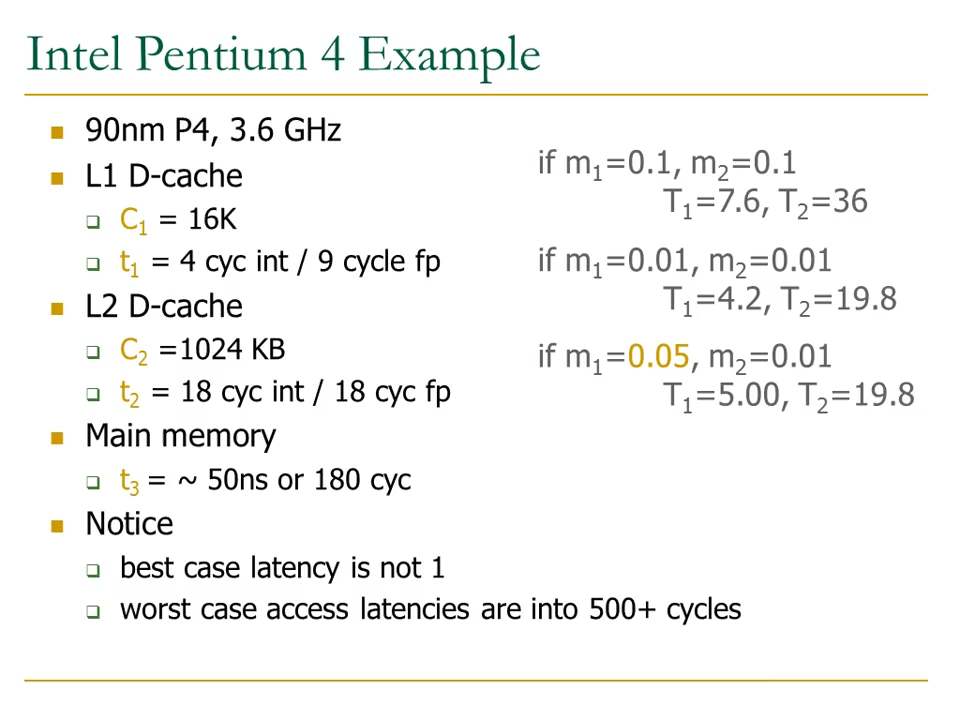 Intel Pentium 4 Example
90nm P4, 3.6 GHz
L1 D-cache
C1 = 16K
t1 = 4 cyc int / 9 cycle fp
L2 D-cache
C2 =1024 KB
t2 = 18 cyc int / 18 cyc fp
Main memory
t3 = ~ 50ns or 180 cyc
Notice
best case latency is not 1
worst case access latencies are into 500+ cycles
if m1=0.1, m2=0.1
T1=7.6, T2=36
if m1=0.01, m2=0.01
T1=4.2, T2=19.8
if m1=0.05, m2=0.01
T1=5.00, T2=19.8